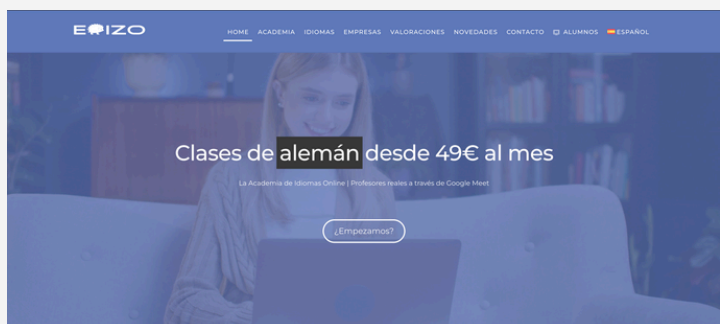 EQIZO
HOME ACADEMIA IDIOMAS EMPRESAS VALORACIONES NOVEDADES CONTACTO ALUMNOS ESPAÑOL
Clases de alemán desde 49€ al mes
La Academia de Idiomas Online | Profesores reales a través de Google Meet
¿Empezamos?